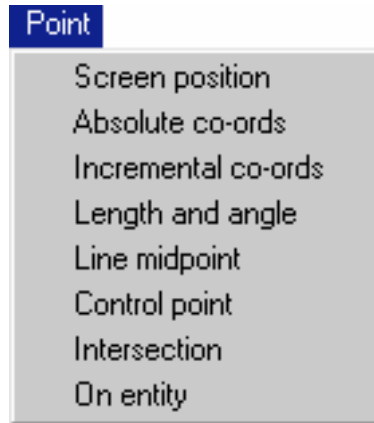 Point
Screen position
Absolute co-ords
Incremental co-ords
Length and angle
Line midpoint
Control point
Intersection
On entity